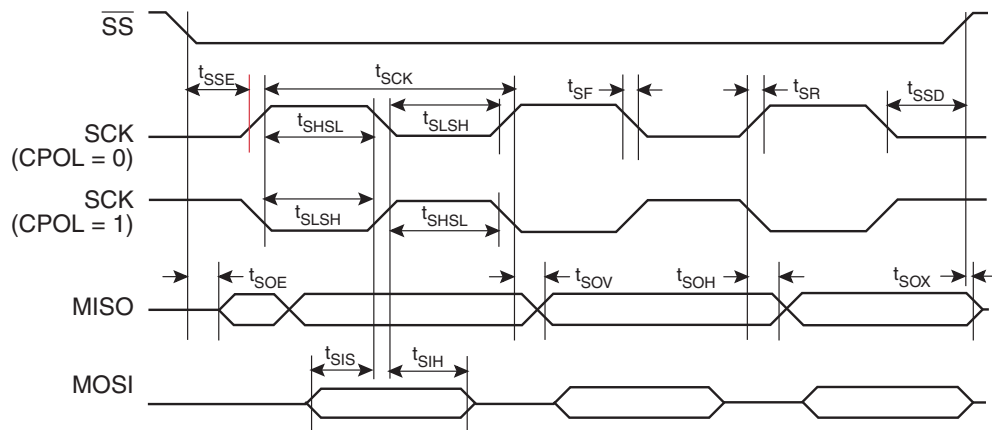 SS
tSSE
tSCK
tSF
tSR
tSSD
SCK
(CPOL = 0)
tSHSL
tSLSH
SCK
(CPOL = 1)
tSLSH
tSHSL
tSOE
tSOV
tSOH
tSOX
MISO
tSIS
tSIH
MOSI